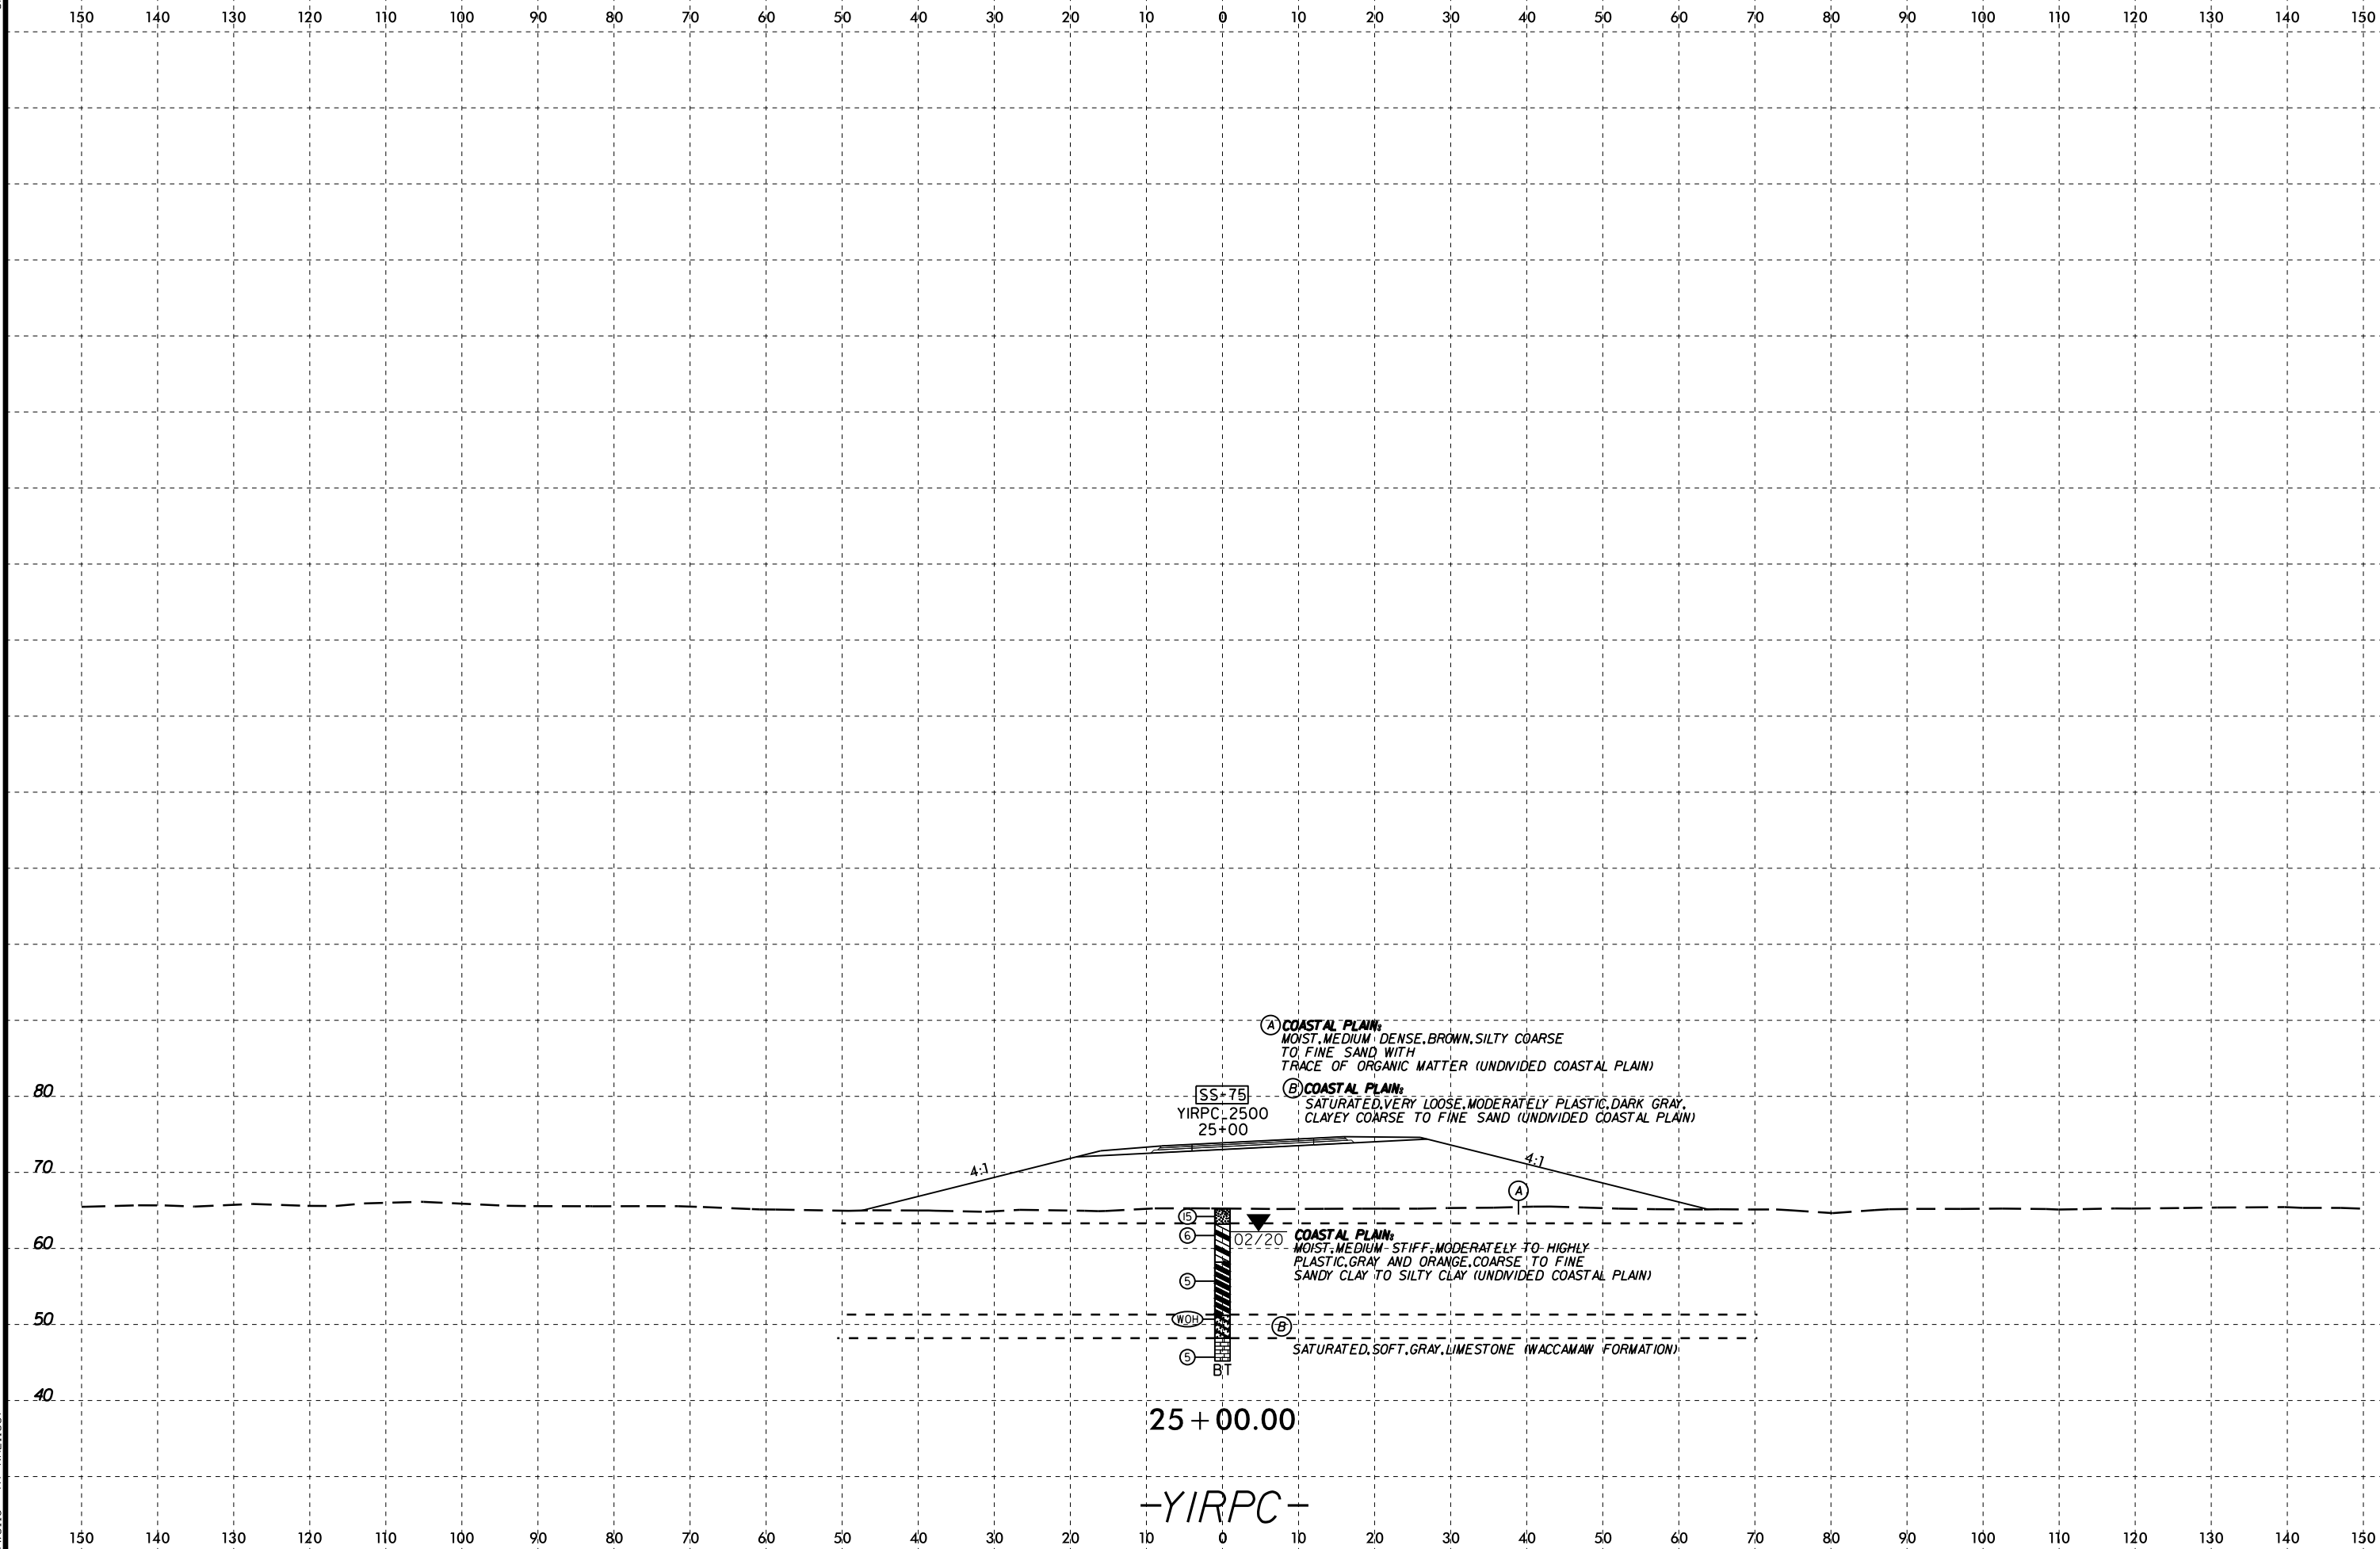 150 140 130 120 110 100 90 80 70 60 50 40 30 20 10 0 10 20 30 40 50 60 70 80 90 100 110 120 130 140 150
A COASTAL PLAIN:
MOIST, MEDIUM DENSE, BROWN, SILTY COARSE
TO FINE SAND WITH
TRACE OF ORGANIC MATTER (UNDIVIDED COASTAL PLAIN)
80
SS-75
B COASTAL PLAIN:
SATURATED, VERY LOOSE, MODERATELY PLASTIC, DARK GRAY,
CLAYEY COARSE TO FINE SAND (UNDIVIDED COASTAL PLAIN)
Y1RPC_2500
25+00
70
4:1
4:1
A
15
6
02/20
60
COASTAL PLAIN:
MOIST, MEDIUM STIFF, MODERATELY TO HIGHLY
PLASTIC, GRAY AND ORANGE, COARSE TO FINE
SANDY CLAY TO SILTY CLAY (UNDIVIDED COASTAL PLAIN)
5
50
WOH
B
SATURATED, SOFT, GRAY, LIMESTONE (WACCAMAW FORMATION)
5
BT
40
25+00.00
-Y1RPC-
150 140 130 120 110 100 90 80 70 60 50 40 30 20 10 0 10 20 30 40 50 60 70 80 90 100 110 120 130 140 150